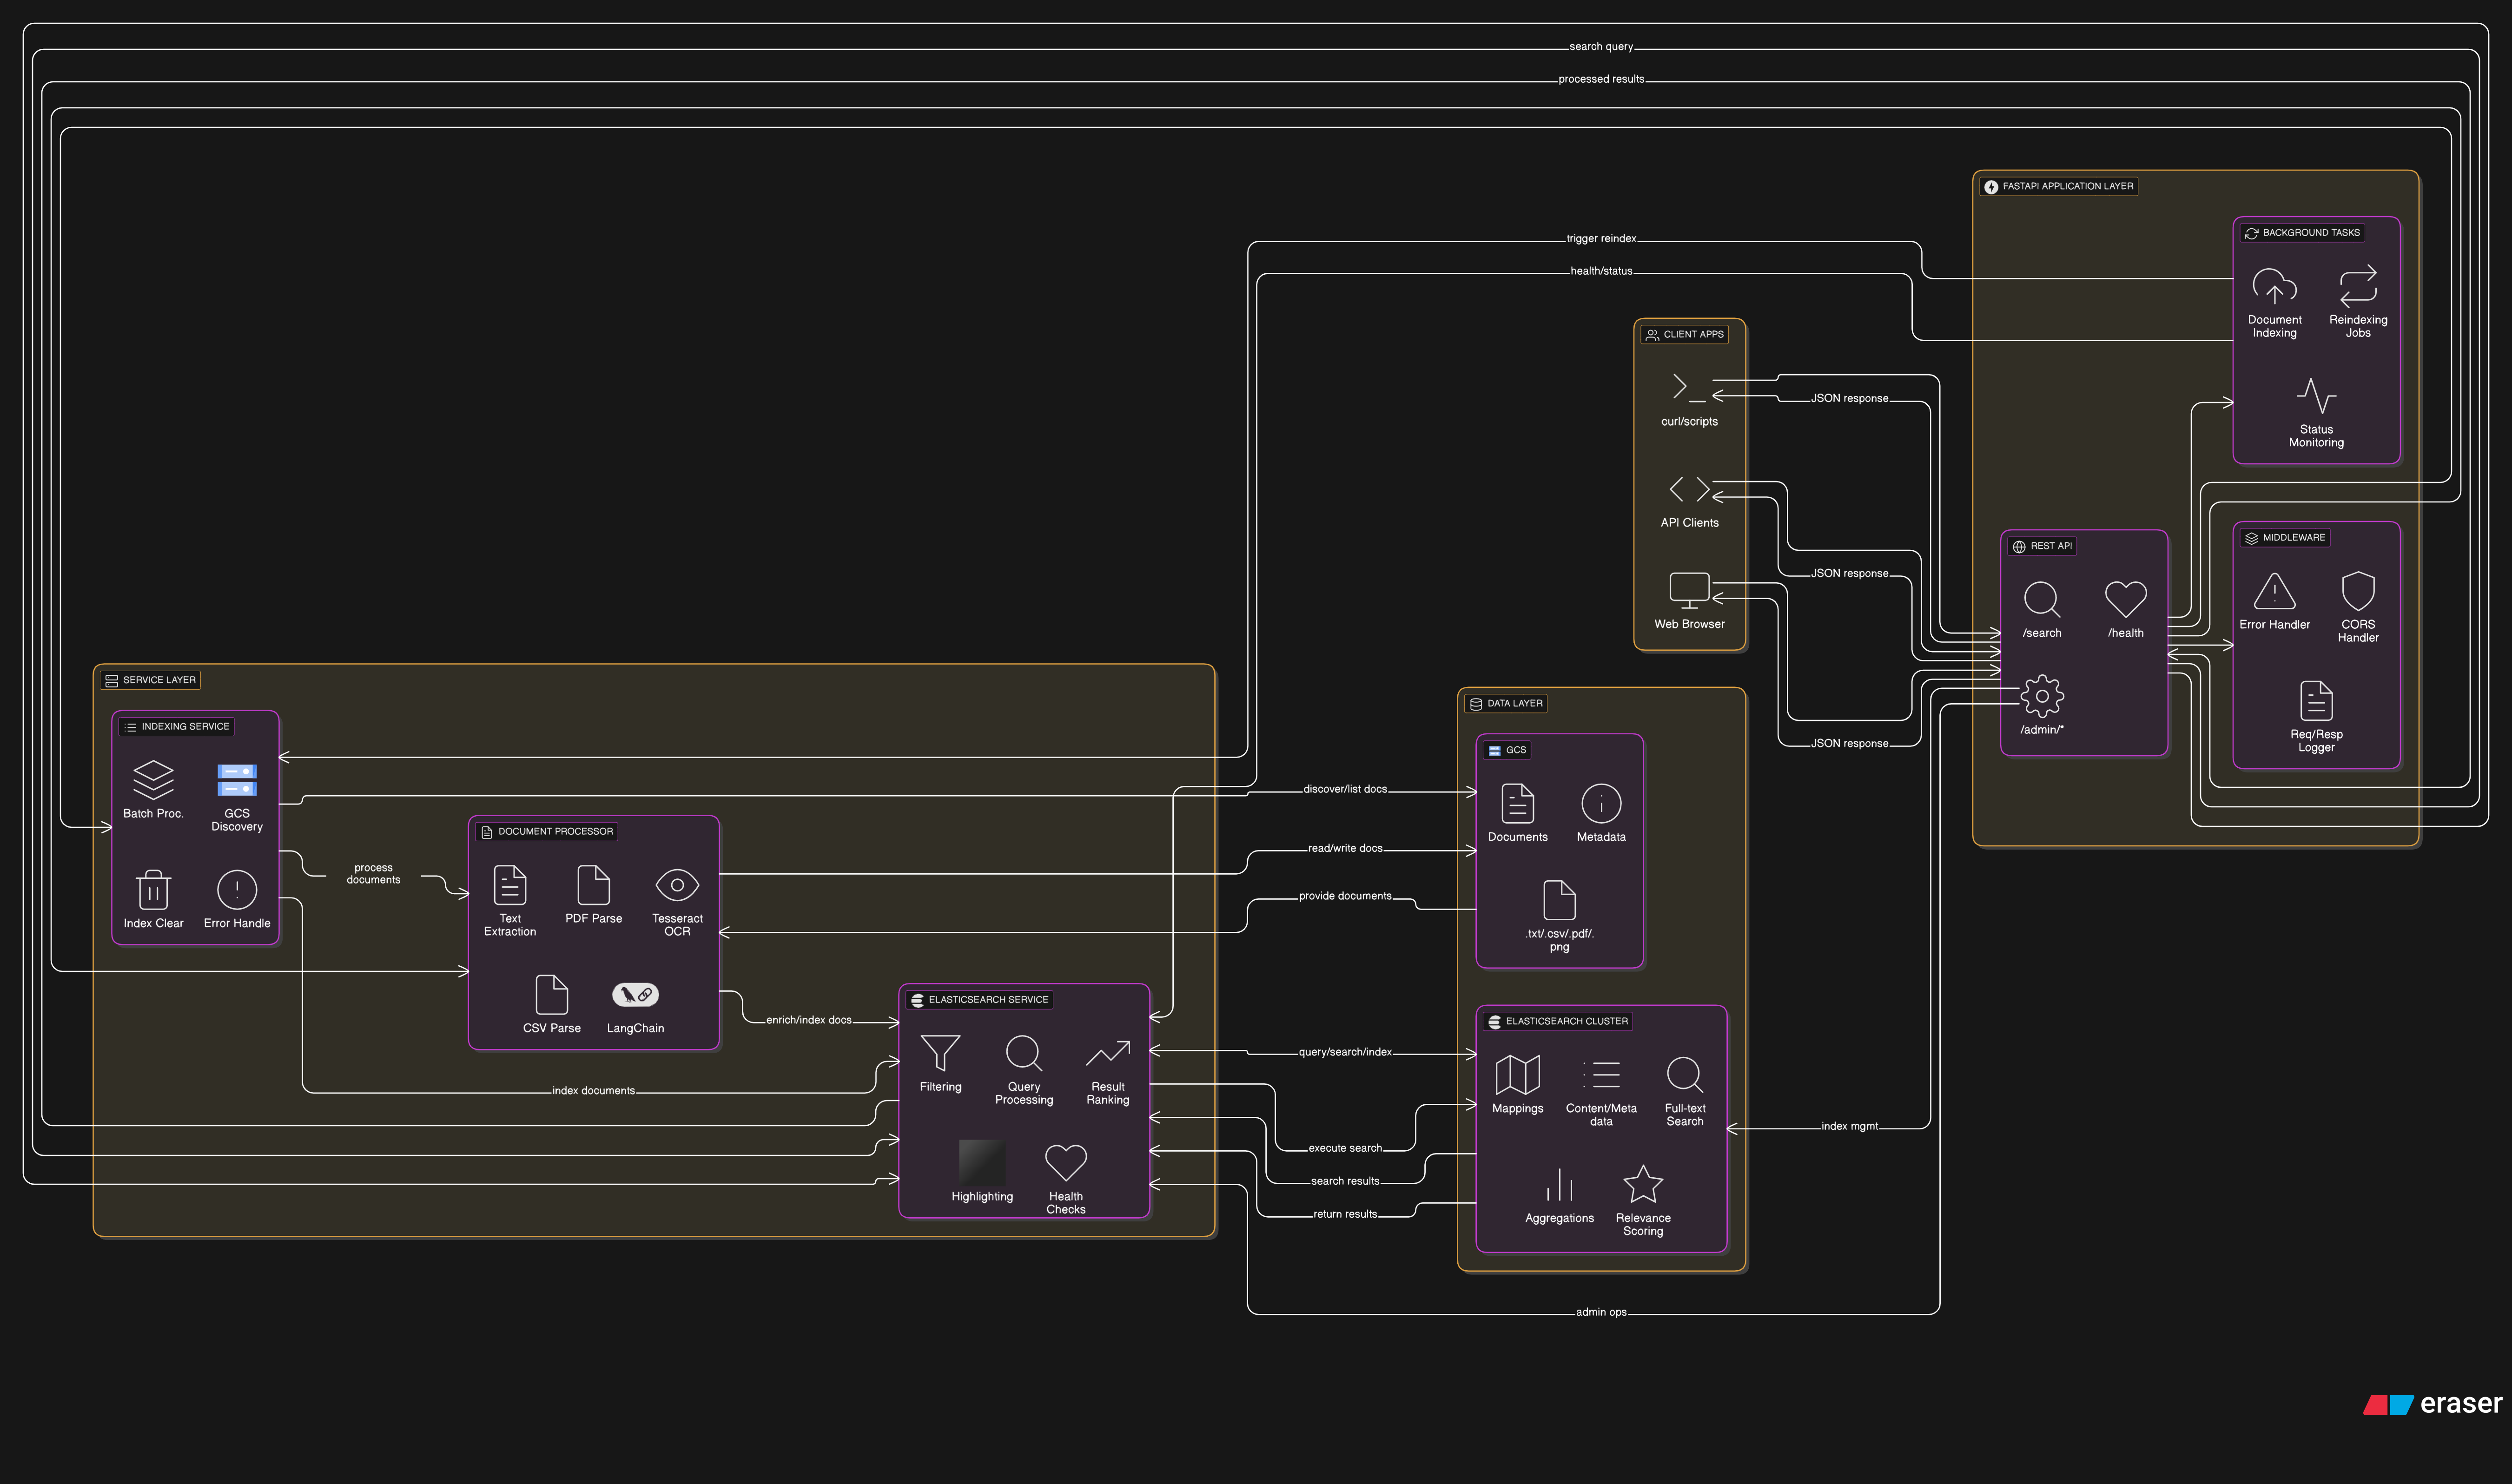 search query
processed results
FASTAPI APPLICATION LAYER
BACKGROUND TASKS
Document
Indexing
Reindexing
Jobs
Status
Monitoring
trigger reindex
health/status
CLIENT APPS
curl/scripts
JSON response
API Clients
JSON response
Web Browser
JSON response
REST API
/search
/health
/admin/*
MIDDLEWARE
Error Handler
CORS
Handler
Req/Resp
Logger
SERVICE LAYER
INDEXING SERVICE
Batch Proc.
GCS
Discovery
Index Clear
Error Handle
process
documents
DOCUMENT PROCESSOR
Text
Extraction
PDF Parse
Tesseract
OCR
CSV Parse
LangChain
enrich/index docs
index documents
ELASTICSEARCH SERVICE
Filtering
Query
Processing
Result
Ranking
Highlighting
Health
Checks
DATA LAYER
GCS
Documents
Metadata
.txt/.csv/.pdf/.
png
discover/list docs
read/write docs
provide documents
ELASTICSEARCH CLUSTER
Mappings
Content/Meta
data
Full-text
Search
Aggregations
Relevance
Scoring
query/search/index
execute search
search results
return results
index mgmt
admin ops
eraser